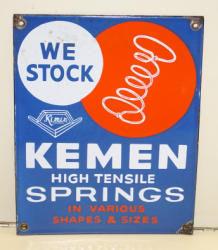 WE
STOCK
Kemen
KEMEN
HIGH TENSILE
SPRINGS
IN VARIOUS
SHAPES & SIZES